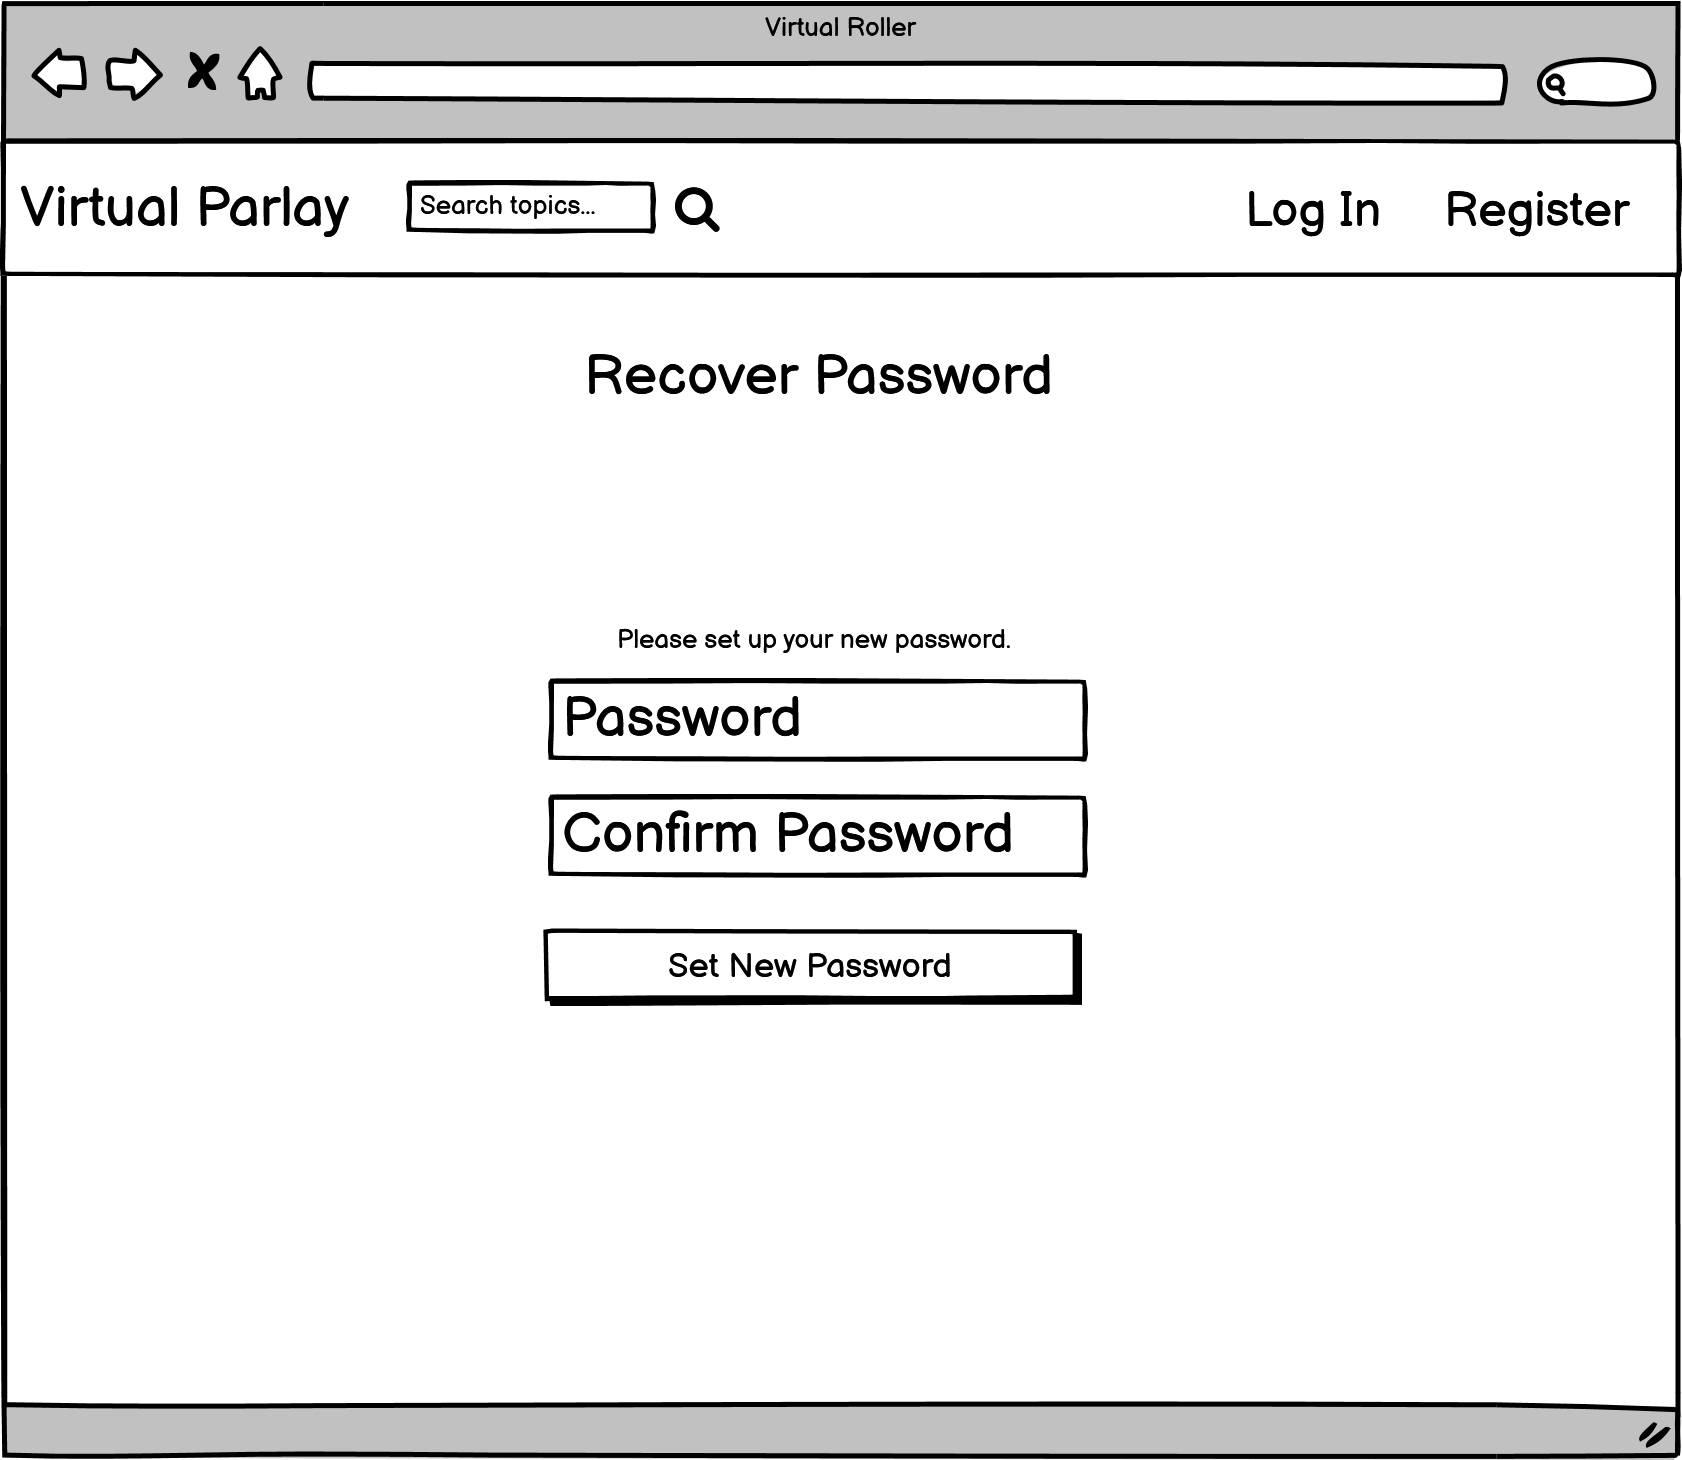 Virtual Roller
Virtual Parlay
Search topics...
Log In
Register
Recover Password
Please set up your new password.
Password
Confirm Password
Set New Password